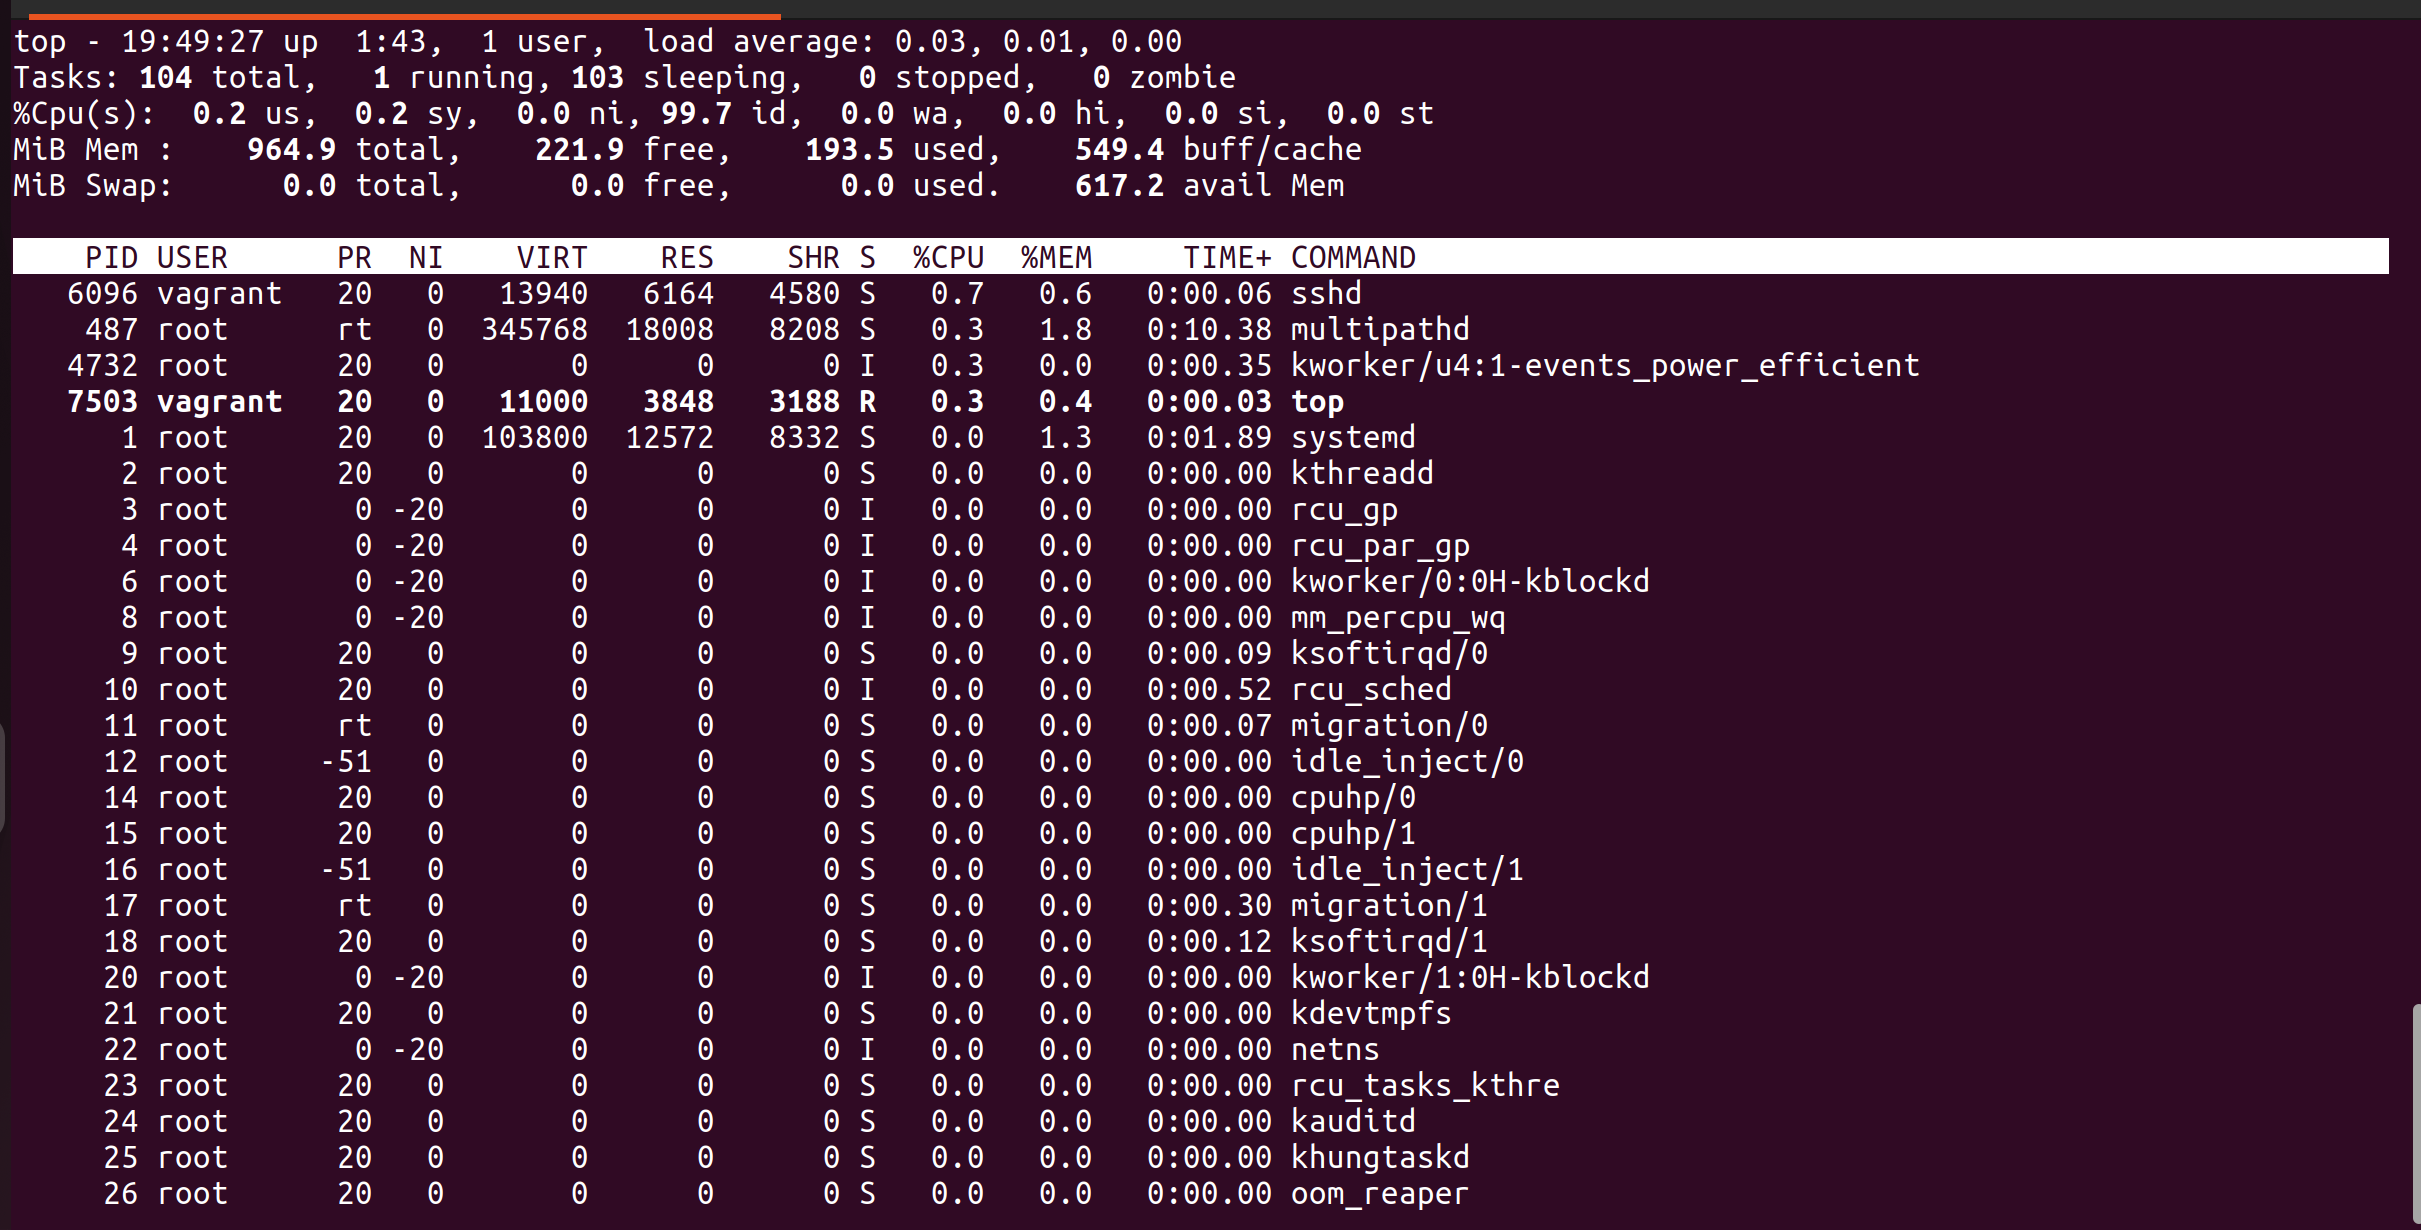 top - 19:49:27 up  1:43,  1 user,  load average: 0.03, 0.01, 0.00
Tasks: 104 total,   1 running, 103 sleeping,   0 stopped,   0 zombie
%Cpu(s):  0.2 us,  0.2 sy,  0.0 ni, 99.7 id,  0.0 wa,  0.0 hi,  0.0 si,  0.0 st
MiB Mem :    964.9 total,    221.9 free,    193.5 used,    549.4 buff/cache
MiB Swap:      0.0 total,      0.0 free,      0.0 used.    617.2 avail Mem
PID USER      PR  NI    VIRT    RES    SHR S  %CPU  %MEM     TIME+ COMMAND
6096 vagrant   20   0   13940   6164   4580 S   0.7   0.6   0:00.06 sshd
487 root      rt   0  345768  18008   8208 S   0.3   1.8   0:10.38 multipathd
4732 root      20   0       0      0      0 I   0.3   0.0   0:00.35 kworker/u4:1-events_power_efficient
7503 vagrant   20   0   11000   3848   3188 R   0.3   0.4   0:00.03 top
1 root      20   0  103800  12572   8332 S   0.0   1.3   0:01.89 systemd
2 root      20   0       0      0      0 S   0.0   0.0   0:00.00 kthreadd
3 root       0 -20       0      0      0 I   0.0   0.0   0:00.00 rcu_gp
4 root       0 -20       0      0      0 I   0.0   0.0   0:00.00 rcu_par_gp
6 root       0 -20       0      0      0 I   0.0   0.0   0:00.00 kworker/0:0H-kblockd
8 root       0 -20       0      0      0 I   0.0   0.0   0:00.00 mm_percpu_wq
9 root      20   0       0      0      0 S   0.0   0.0   0:00.09 ksoftirqd/0
10 root      20   0       0      0      0 I   0.0   0.0   0:00.52 rcu_sched
11 root      rt   0       0      0      0 S   0.0   0.0   0:00.07 migration/0
12 root     -51   0       0      0      0 S   0.0   0.0   0:00.00 idle_inject/0
14 root      20   0       0      0      0 S   0.0   0.0   0:00.00 cpuhp/0
15 root      20   0       0      0      0 S   0.0   0.0   0:00.00 cpuhp/1
16 root     -51   0       0      0      0 S   0.0   0.0   0:00.00 idle_inject/1
17 root      rt   0       0      0      0 S   0.0   0.0   0:00.30 migration/1
18 root      20   0       0      0      0 S   0.0   0.0   0:00.12 ksoftirqd/1
20 root       0 -20       0      0      0 I   0.0   0.0   0:00.00 kworker/1:0H-kblockd
21 root      20   0       0      0      0 S   0.0   0.0   0:00.00 kdevtmpfs
22 root       0 -20       0      0      0 I   0.0   0.0   0:00.00 netns
23 root      20   0       0      0      0 S   0.0   0.0   0:00.00 rcu_tasks_kthre
24 root      20   0       0      0      0 S   0.0   0.0   0:00.00 kauditd
25 root      20   0       0      0      0 S   0.0   0.0   0:00.00 khungtaskd
26 root      20   0       0      0      0 S   0.0   0.0   0:00.00 oom_reaper